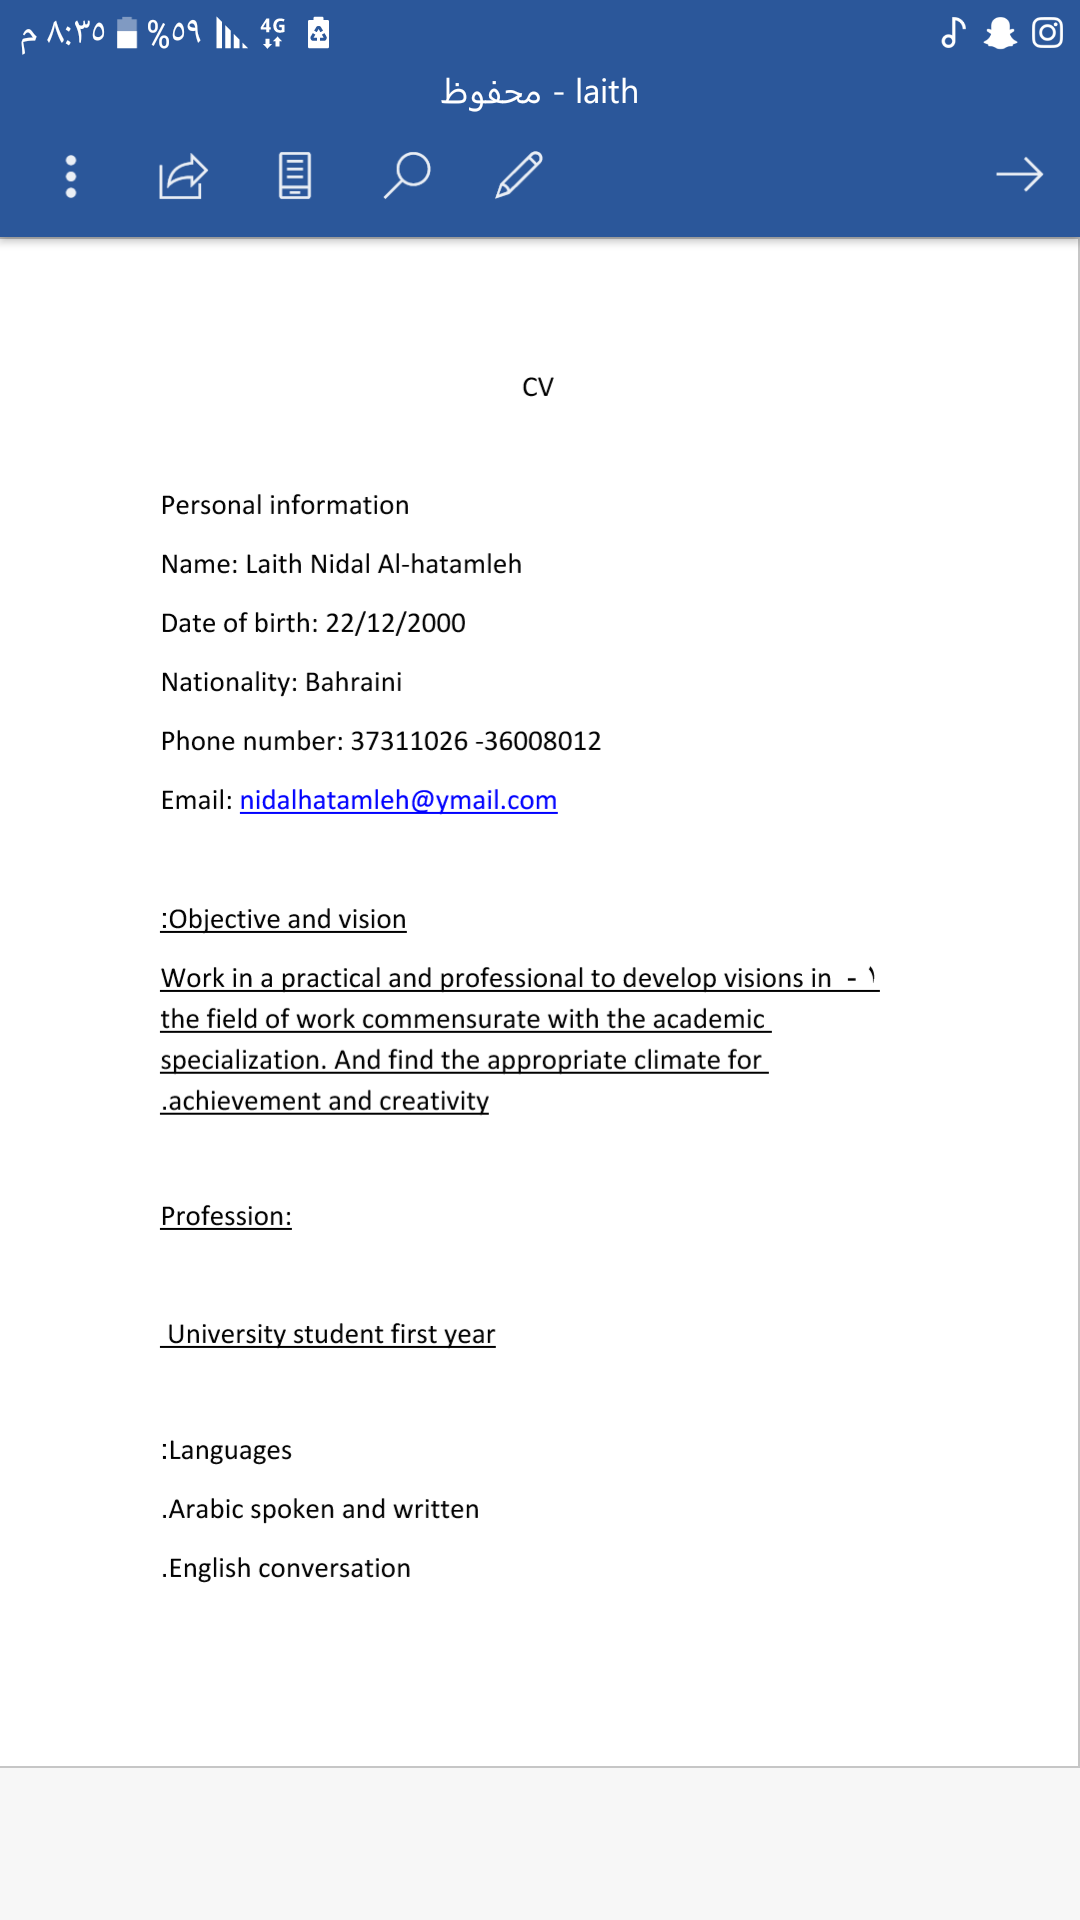 ٨:٣٥ م %٥٩ 4G
laith - محفوظ
CV
Personal information
Name: Laith Nidal Al-hatamleh
Date of birth: 22/12/2000
Nationality: Bahraini
Phone number: 37311026 -36008012
Email: nidalhatamleh@ymail.com
:Objective and vision
Work in a practical and professional to develop visions in - ١
the field of work commensurate with the academic
specialization. And find the appropriate climate for
.achievement and creativity
Profession:
University student first year
:Languages
.Arabic spoken and written
.English conversation